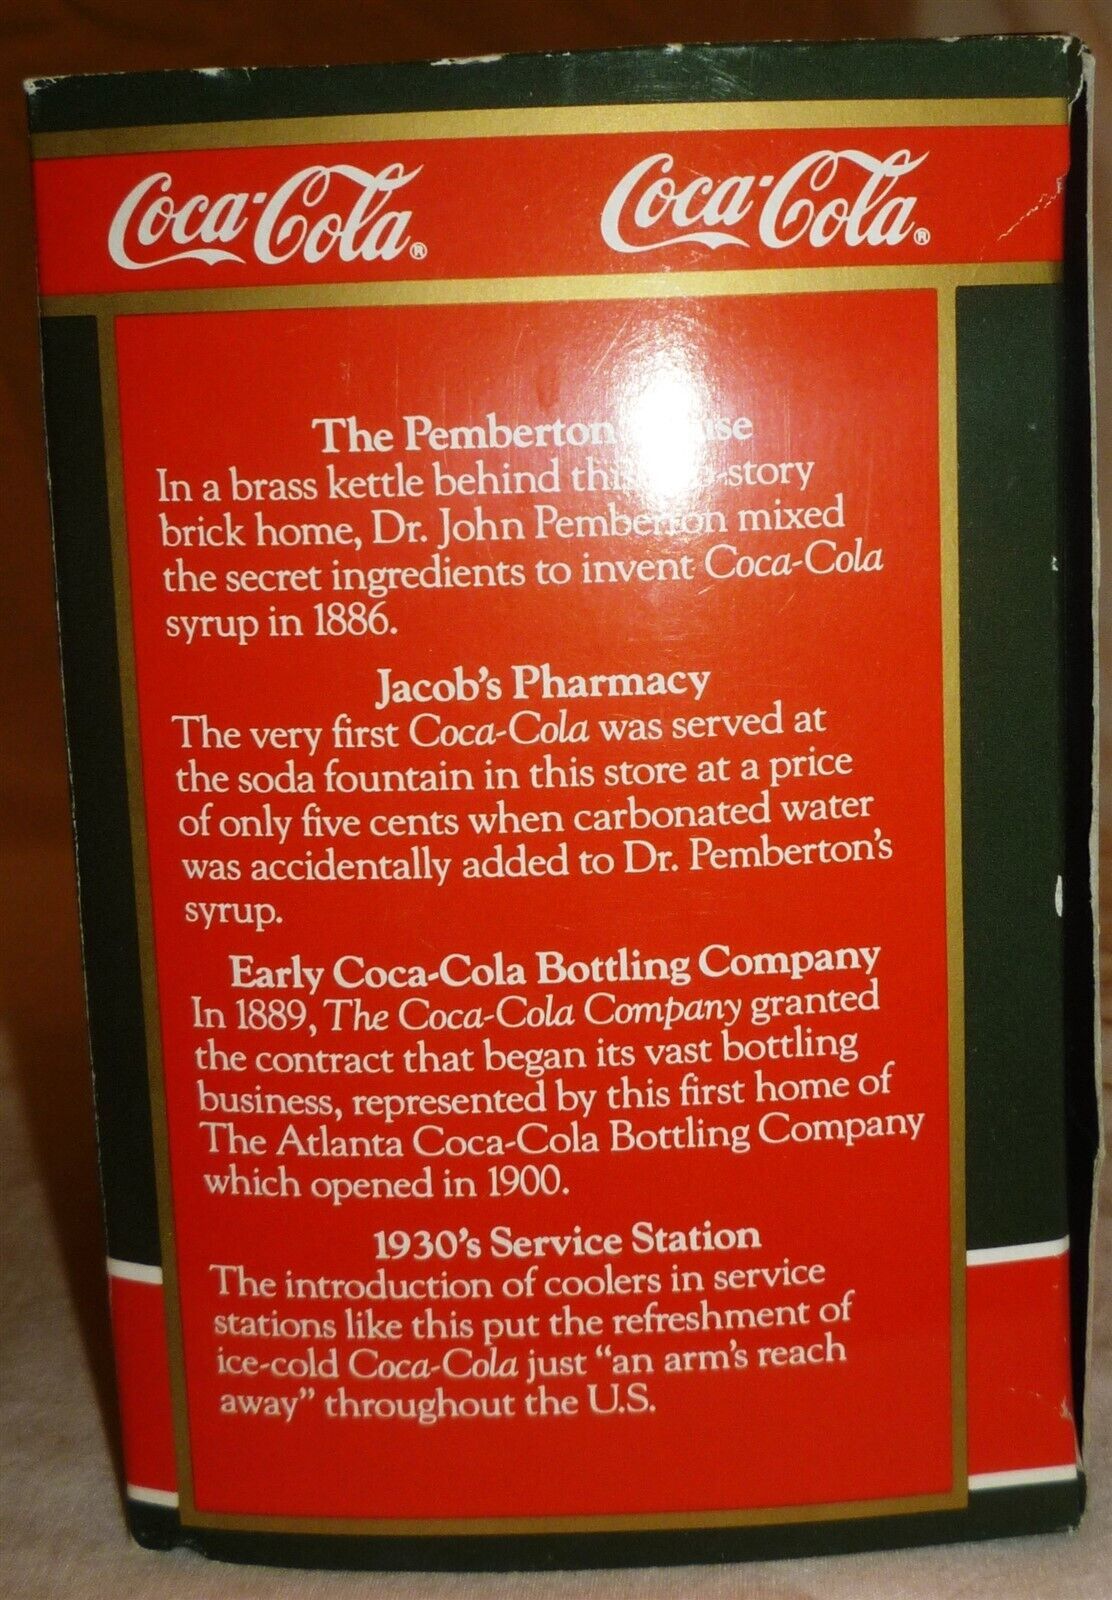 Coca-Cola® Coca-Cola®
The Pemberton
In a brass kettle behind -story
brick home, Dr. John Pemberton mixed
the secret ingredients to invent Coca-Cola
syrup in 1886.
Jacob's Pharmacy
The very first Coca-Cola was served at
the soda fountain in this store at a price
of only five cents when carbonated water
was accidentally added to Dr. Pemberton's
syrup.
Early Coca-Cola Bottling Company
In 1889, The Coca-Cola Company granted
the contract that began its vast bottling
business, represented by this first home of
The Atlanta Coca-Cola Bottling Company
which opened in 1900.
1930's Service Station
The introduction of coolers in service
stations like this put the refreshment of
ice-cold Coca-Cola just "an arm's reach
away" throughout the U.S.